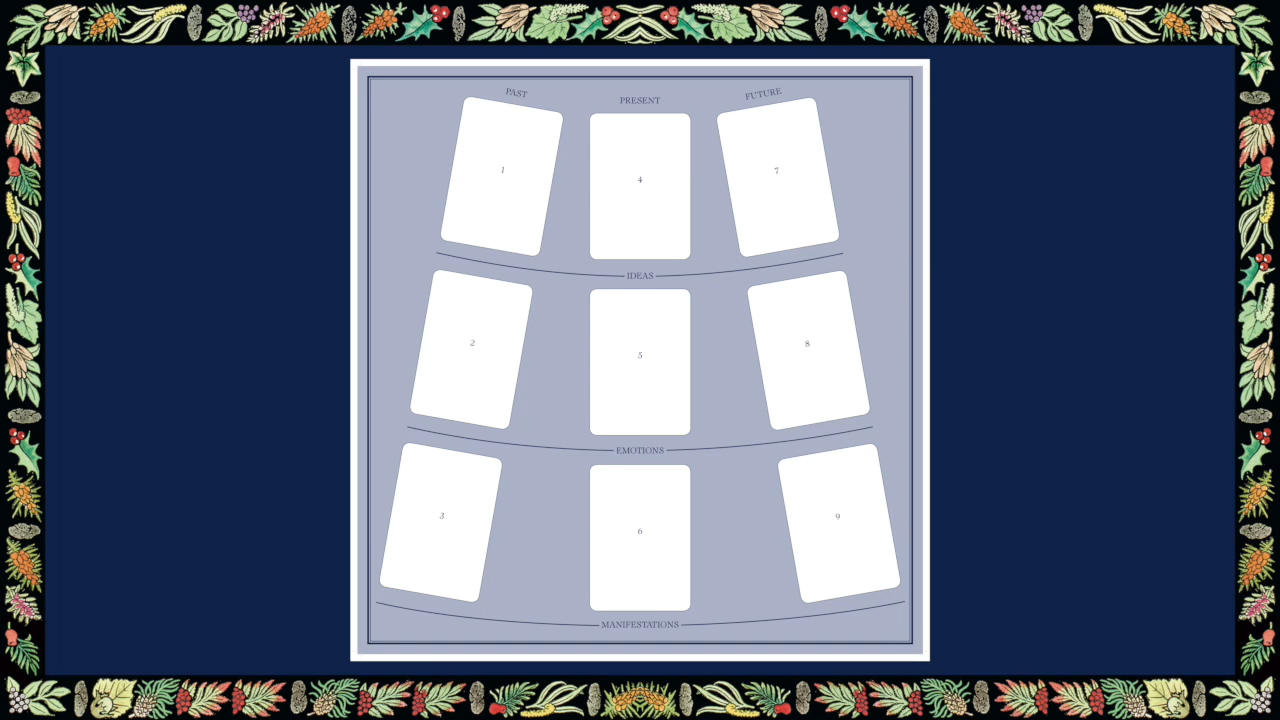 PAST
PRESENT
FUTURE
1
4
7
IDEAS
2
5
8
EMOTIONS
3
6
9
MANIFESTATIONS